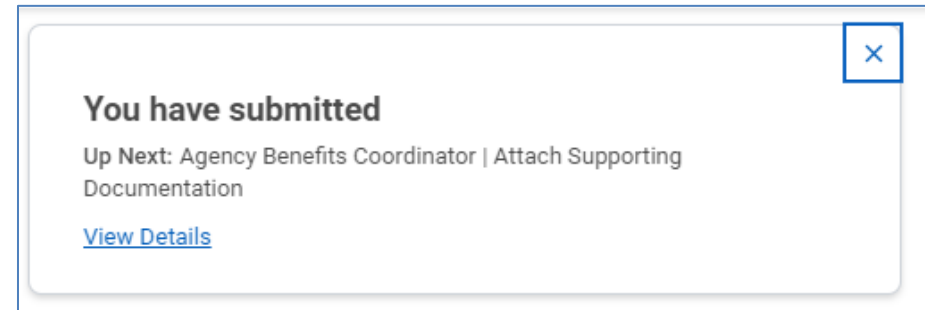 You have submitted
Up Next: Agency Benefits Coordinator | Attach Supporting
Documentation
View Details